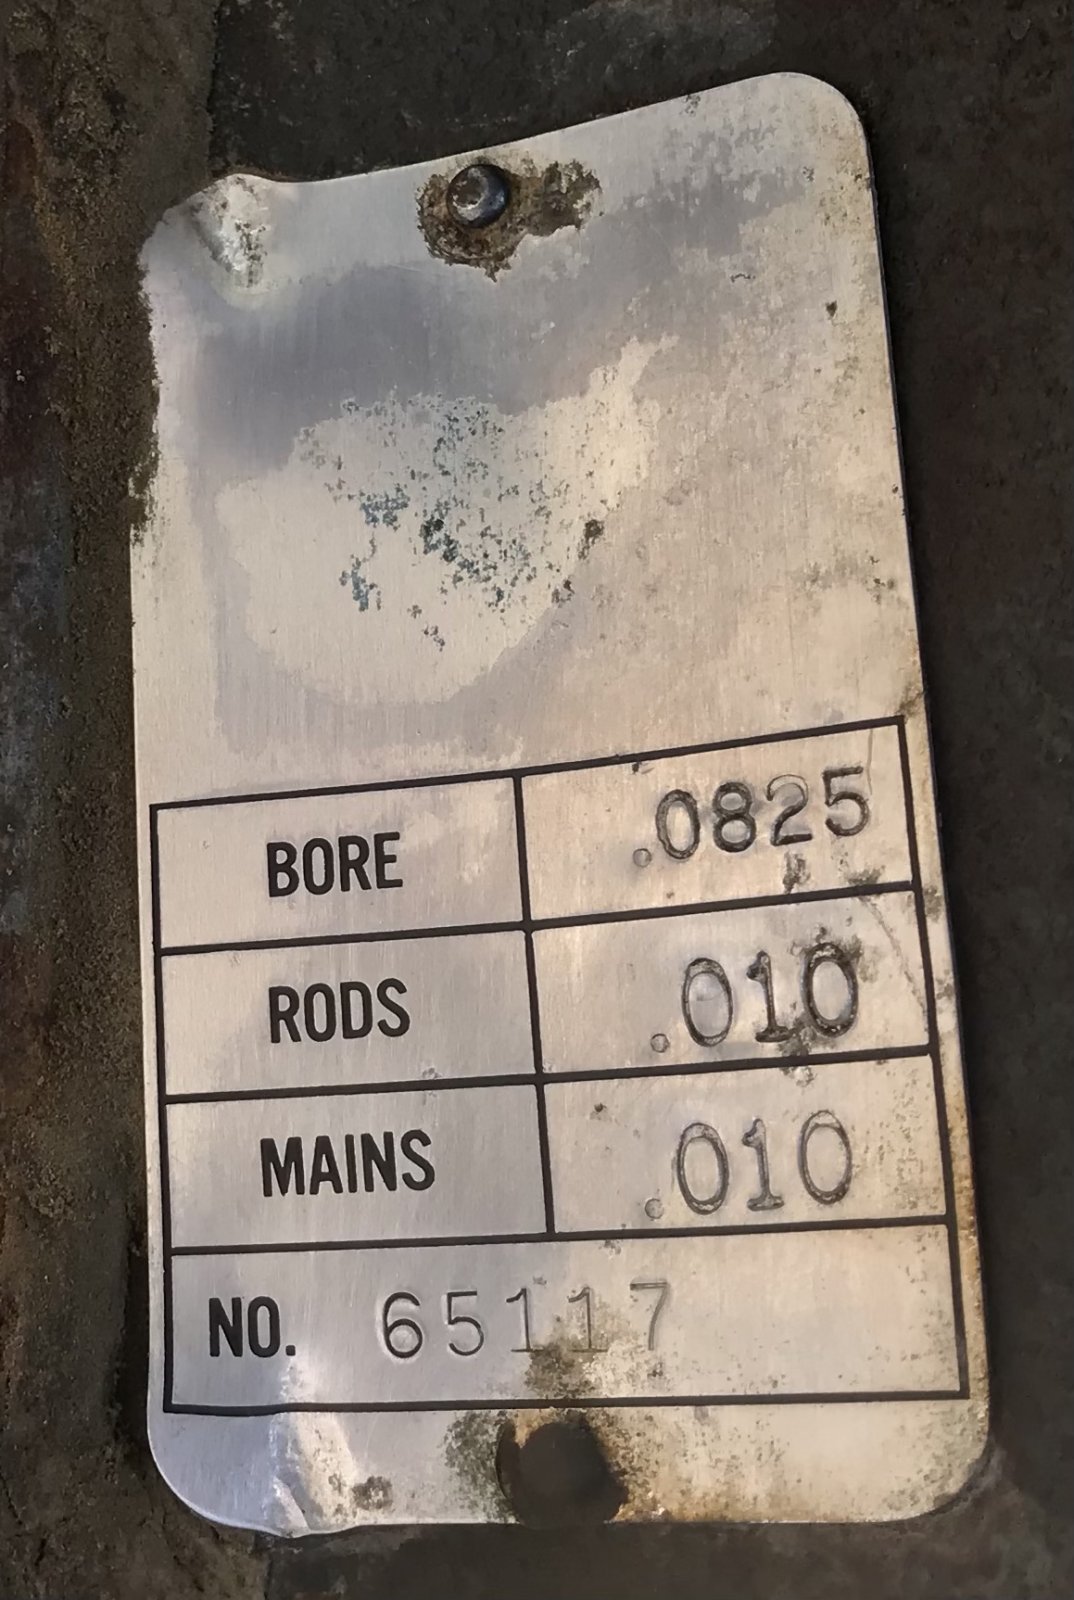 BORE .0825
RODS .010
MAINS .010
NO. 65117